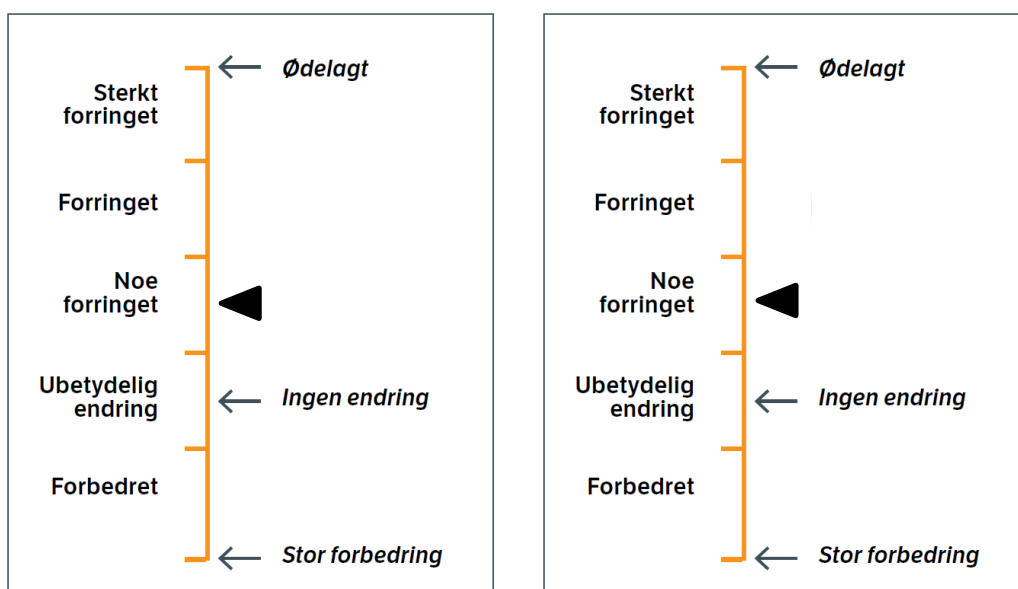 Ødelagt
Sterkt
forringet
Forringet
Noe
forringet
Ubetydelig
endring
Ingen endring
Forbedret
Stor forbedring
Ødelagt
Sterkt
forringet
Forringet
Noe
forringet
Ubetydelig
endring
Ingen endring
Forbedret
Stor forbedring